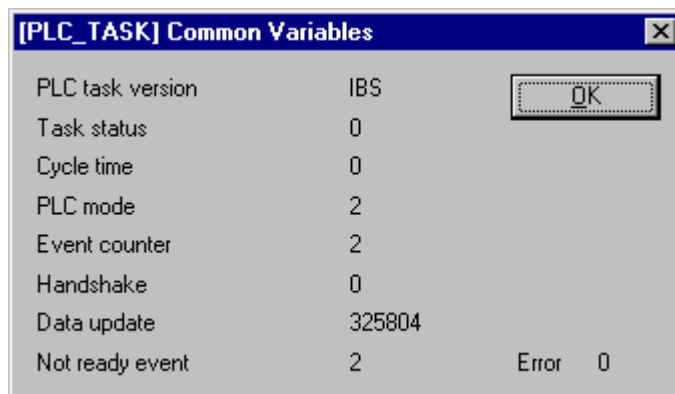 [PLC_TASK] Common Variables
PLC task version IBS OK
Task status 0
Cycle time 0
PLC mode 2
Event counter 2
Handshake 0
Data update 325804
Not ready event 2 Error 0